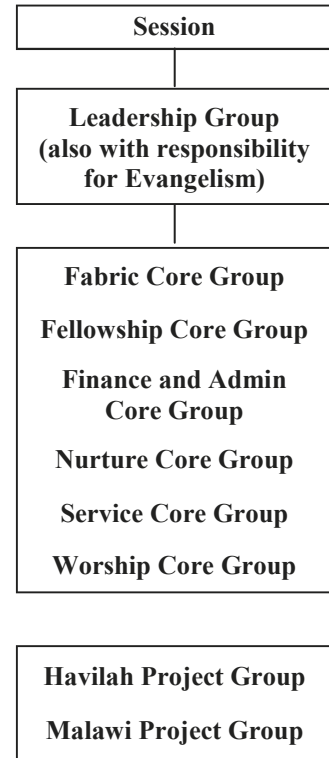 Session
Leadership Group
(also with responsibility
for Evangelism)
Fabric Core Group
Fellowship Core Group
Finance and Admin
Core Group
Nurture Core Group
Service Core Group
Worship Core Group
Havilah Project Group
Malawi Project Group